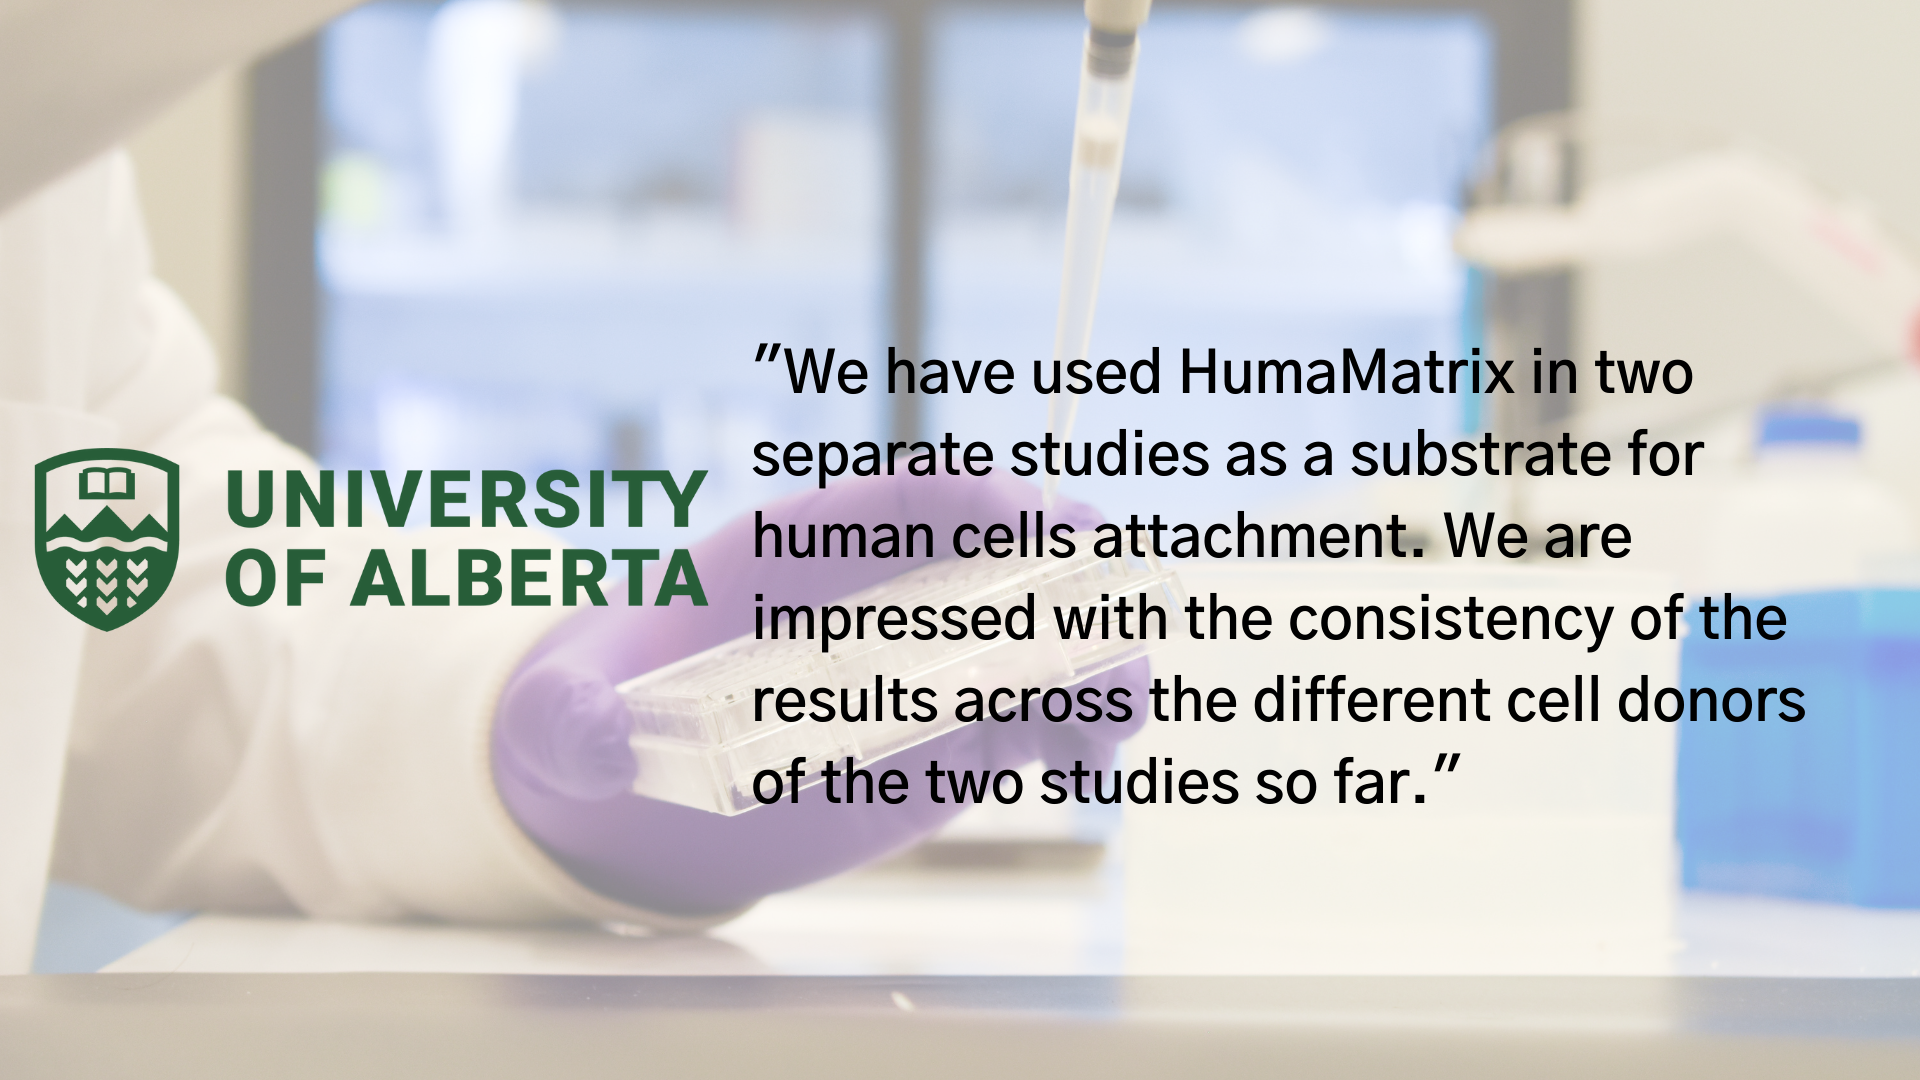 UNIVERSITY
OF ALBERTA
"We have used HumaMatrix in two
separate studies as a substrate for
human cells attachment. We are
impressed with the consistency of the
results across the different cell donors
of the two studies so far."